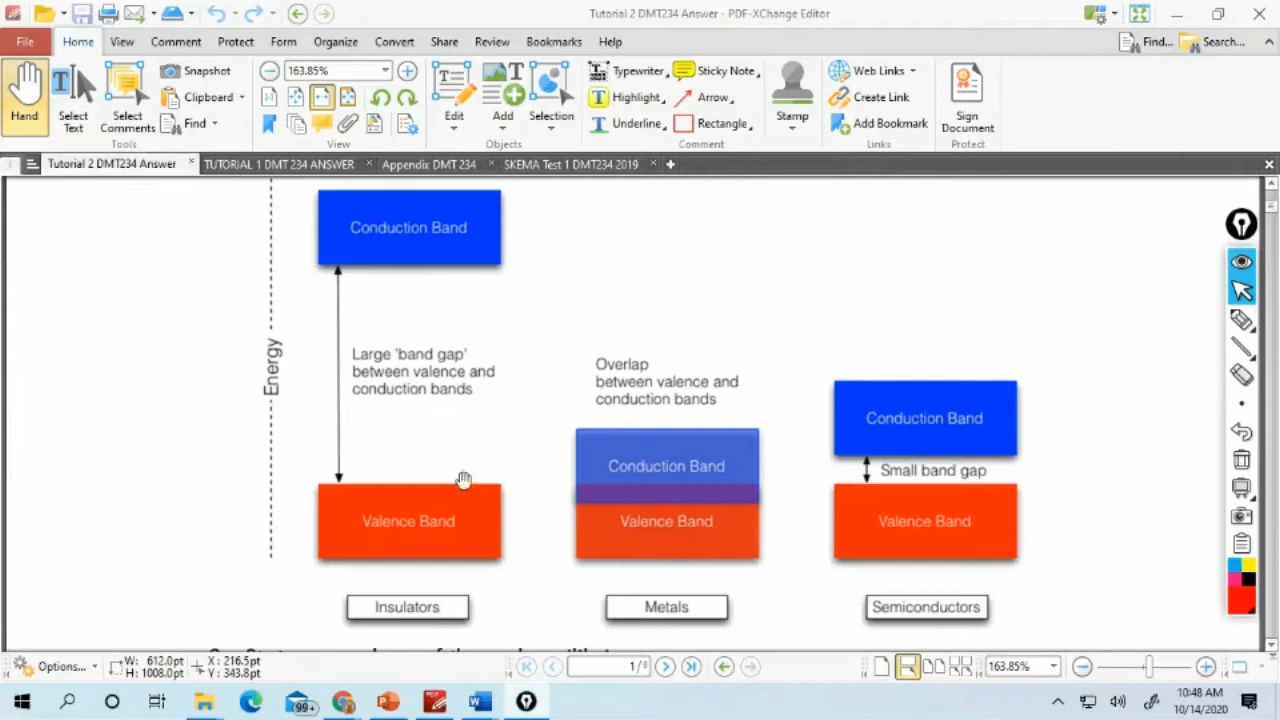 Tutorial 2 DMT234 Answer - PDF-XChange Editor
File Home View Comment Protect Form Organize Convert Share Review Bookmarks Help Find... Search...
Hand
Select Text
Select Comments
Snapshot
Clipboard
Find
Tools
163.85%
View
Edit
Add
Selection
Objects
Typewriter
Highlight
Underline
Sticky Note
Arrow
Rectangle
Stamp
Comment
Web Links
Create Link
Add Bookmark
Links
Sign Document
Protect
Tutorial 2 DMT234 Answer TUTORIAL 1 DMT 234 ANSWER Appendix DMT 234 SKEMA Test 1 DMT234 2019
Energy
Conduction Band
Large 'band gap'
between valence and
conduction bands
Valence Band
Insulators
Overlap
between valence and
conduction bands
Conduction Band
Valence Band
Metals
Conduction Band
Small band gap
Valence Band
Semiconductors
Options...
W: 612.0pt
H: 1008.0pt
X: 216.5pt
V: 343.8pt
163.85%
99+
10:48 AM
10/14/2020